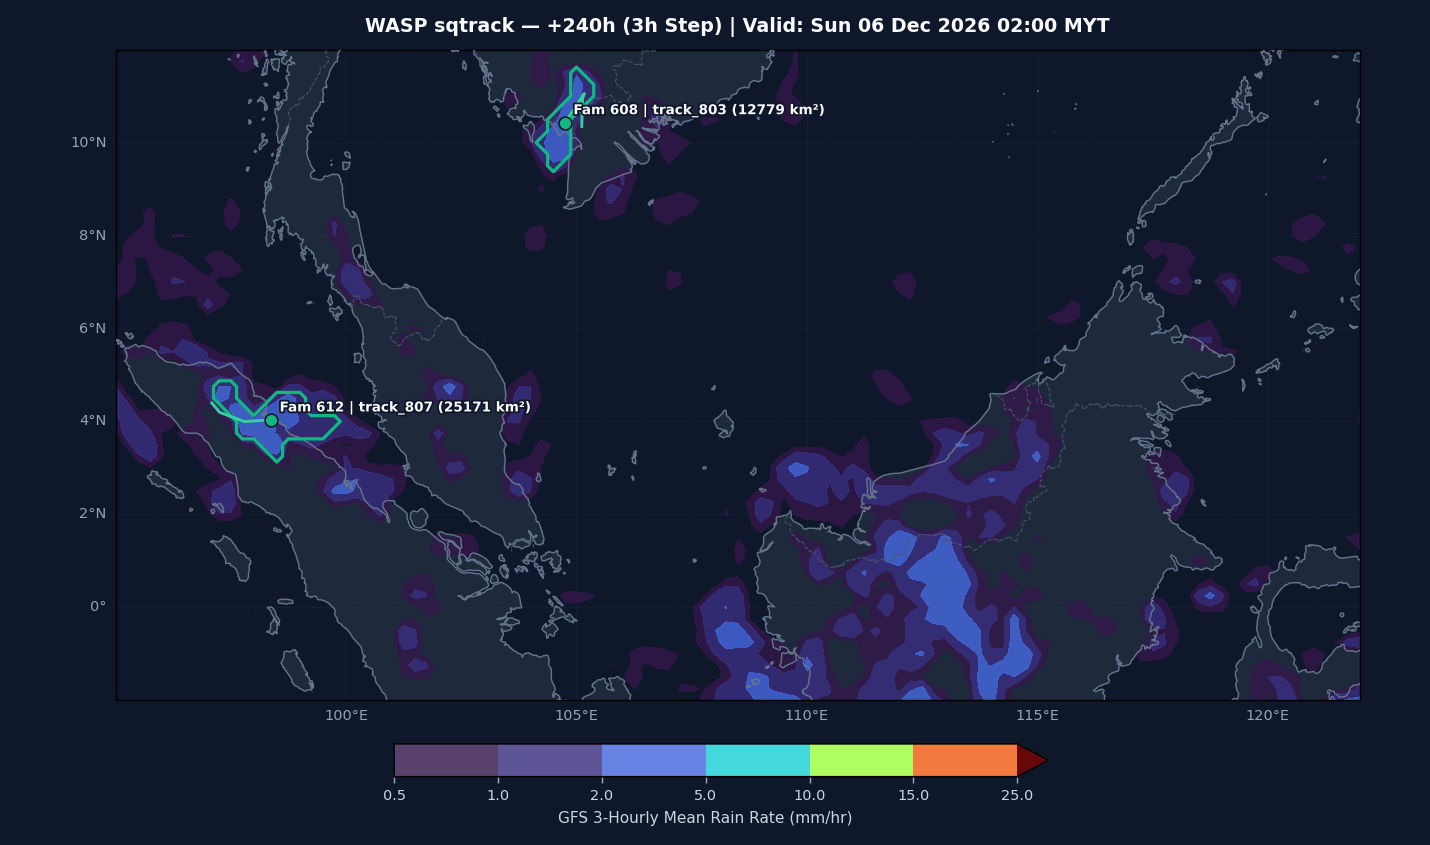 WASP sqtrack — +240h (3h Step) | Valid: Sun 06 Dec 2026 02:00 MYT
Fam 608 | track_803 (12779 km²)
10°N
8°N
6°N
Fam 612 | track_807 (25171 km²)
4°N
2°N
0°
100°E 105°E 110°E 115°E 120°E
0.5 1.0 2.0 5.0 10.0 15.0 25.0
GFS 3-Hourly Mean Rain Rate (mm/hr)